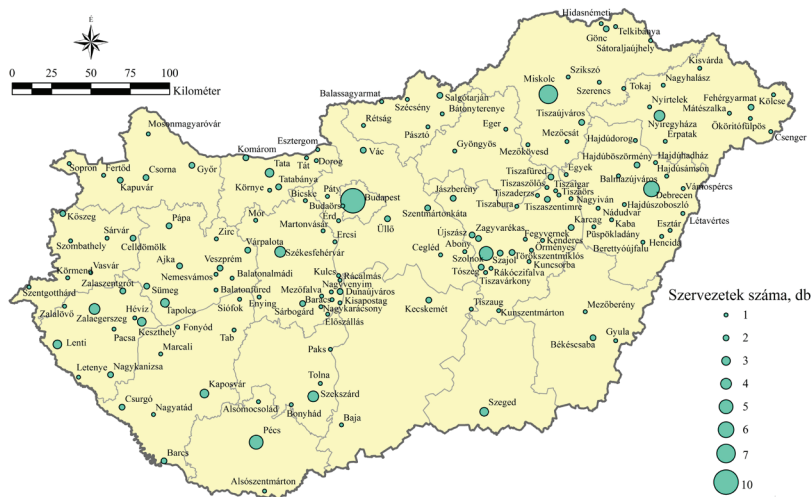 É
0 25 50 100
Kilométer
Hidasnémeti
Gönc
Telkibánya
Sátoraljaújhely
Kisvárda
Szikszó
Miskolc
Szerencs
Tokaj
Nagyhalász
Nyírtelek
Fehérgyarmat
Kölcse
Mátészalka
Balassagyarmat
Szécsény
Salgótarján
Bátonyterenye
Rétság
Pásztó
Eger
Tiszaújváros
Nyíregyháza
Ököritófülpös
Csenger
Érpatak
Mosonmagyaróvár
Esztergom
Komárom
Tát
Dorog
Vác
Gyöngyös
Mezőkövesd
Mezőcsát
Hajdúdorog
Sopron
Fertőd
Csorna
Győr
Tata
Kapuvár
Környe
Tatabánya
Bicske
Páty
Budapest
Budaörs
Érd
Jászberény
Tiszafüred
Egyek
Hajdúböszörmény
Hajdúhadház
Hajdúsámson
Balmazújváros
Vámospércs
Debrecen
Tiszaszőlős
Tiszaigar
Tiszaörs
Tiszaderzs
Tiszaszentimre
Nagyiván
Nádudvar
Hajdúszoboszló
Létavértes
Kőszeg
Pápa
Mór
Martonvásár
Üllő
Szentmártonkáta
Tiszabura
Karcag
Kaba
Püspökladány
Esztár
Hencida
Berettyóújfalu
Szombathely
Sárvár
Celldömölk
Zirc
Várpalota
Székesfehérvár
Ercsi
Cegléd
Abony
Újszász
Zagyvarékas
Fegyvernek
Kenderes
Örményes
Törökszentmiklós
Kuncsorba
Szolnok
Szajol
Tószeg
Rákóczifalva
Tiszavárkony
Körmend
Vasvár
Ajka
Veszprém
Nemesvámos
Balatonalmádi
Kulcs
Rácalmás
Szentgotthárd
Zalaszentgrót
Sümeg
Balatonfüred
Enying
Mezőfalva
Nagyvenyim
Dunaújváros
Baracs
Kisapostag
Nagykarácsony
Sárbogárd
Előszállás
Zalalövő
Zalaegerszeg
Hévíz
Tapolca
Siófok
Keszthely
Fonyód
Pacsa
Tab
Kecskemét
Tiszaug
Kunszentmárton
Mezőberény
Lenti
Marcali
Paks
Békéscsaba
Gyula
Letenye
Nagykanizsa
Tolna
Kaposvár
Szekszárd
Csurgó
Nagyatád
Alsómocsolád
Bonyhád
Baja
Szeged
Pécs
Barcs
Alsószentmárton
Szervezetek száma, db
1
2
3
4
5
6
7
10